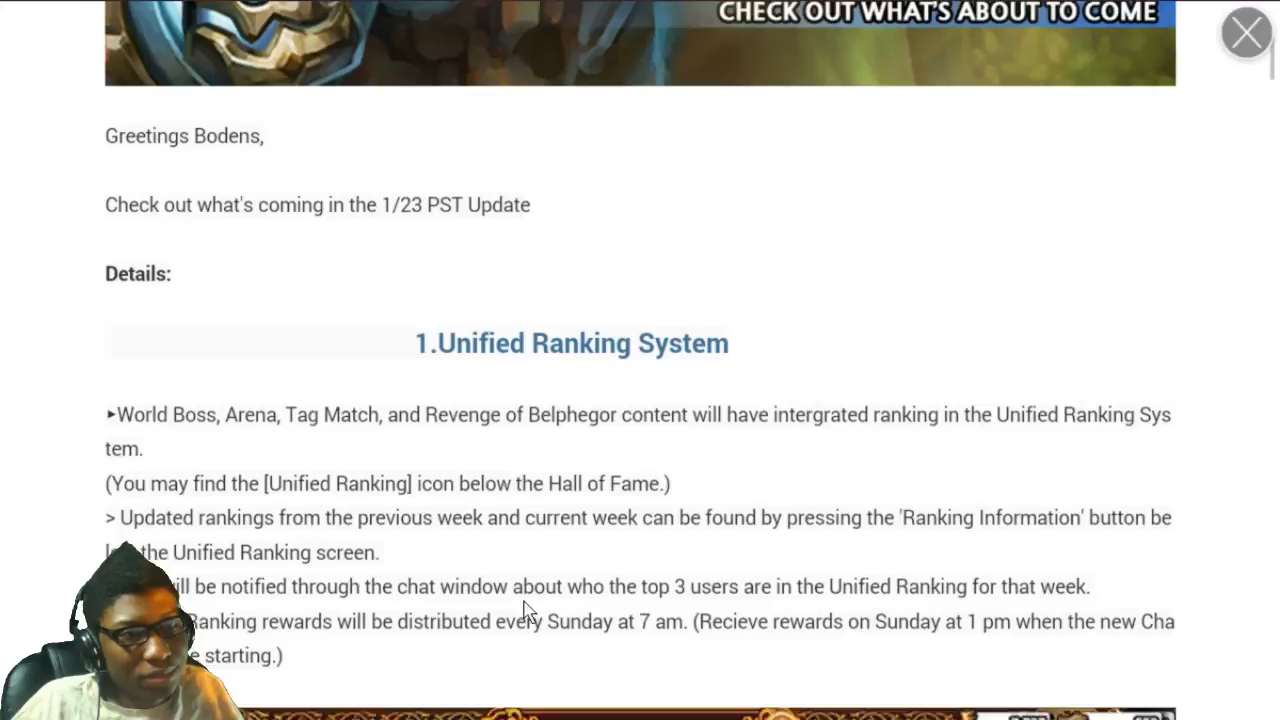 CHECK OUT WHAT'S ABOUT TO COME
Greetings Bodens,
Check out what's coming in the 1/23 PST Update
Details:
1.Unified Ranking System
▸World Boss, Arena, Tag Match, and Revenge of Belphegor content will have intergrated ranking in the Unified Ranking Sys
tem.
(You may find the [Unified Ranking] icon below the Hall of Fame.)
> Updated rankings from the previous week and current week can be found by pressing the 'Ranking Information' button be
the Unified Ranking screen.
be notified through the chat window about who the top 3 users are in the Unified Ranking for that week.
Ranking rewards will be distributed every Sunday at 7 am. (Recieve rewards on Sunday at 1 pm when the new Cha
starting.)